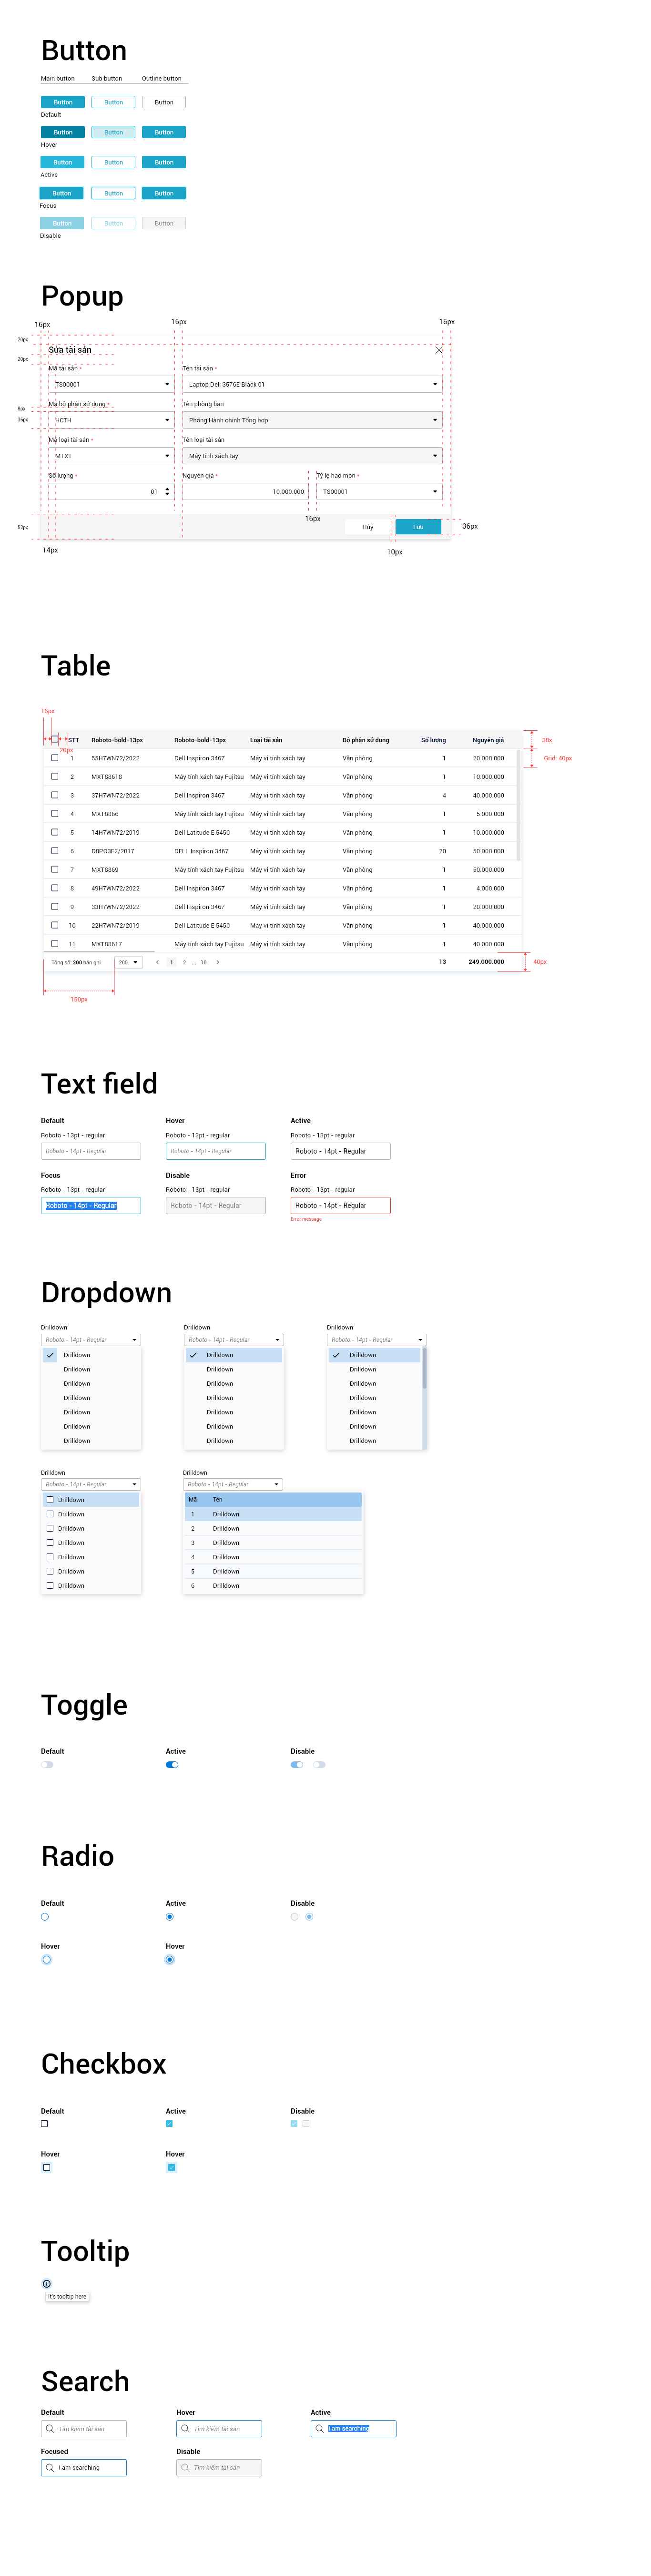 Button
Main button Sub button Outline button
Button Button Button
Default
Button Button Button
Hover
Button Button Button
Active
Button Button Button
Focus
Button Button Button
Disable
Popup
16px 16px 16px
20px
Sửa tài sản
20px
Mã tài sản * Tên tài sản *
TS00001 Laptop Dell 3576E Black 01
8px Mã bộ phận sử dụng * Tên phòng ban
36px HCTH Phòng Hành chính Tổng hợp
Mã loại tài sản * Tên loại tài sản
MTXT Máy tính xách tay
Số lượng * Nguyên giá * Tỷ lệ hao mòn *
01 10.000.000 TS00001
16px
52px Hủy Lưu 36px
14px 10px
Table
16px
STT Roboto-bold-13px Roboto-bold-13px Loại tài sản Bộ phận sử dụng Số lượng Nguyên giá 38x
20px
1 55H7WN72/2022 Dell Inspiron 3467 Máy vi tính xách tay Văn phòng 1 20.000.000 Grid: 40px
2 MXT88618 Máy tính xách tay Fujitsu Máy vi tính xách tay Văn phòng 1 10.000.000
3 37H7WN72/2022 Dell Inspiron 3467 Máy vi tính xách tay Văn phòng 4 40.000.000
4 MXT8866 Máy tính xách tay Fujitsu Máy vi tính xách tay Văn phòng 1 5.000.000
5 14H7WN72/2019 Dell Latitude E 5450 Máy vi tính xách tay Văn phòng 1 10.000.000
6 D8PQ3F2/2017 DELL Inspiron 3467 Máy vi tính xách tay Văn phòng 20 50.000.000
7 MXT8869 Máy tính xách tay Fujitsu Máy vi tính xách tay Văn phòng 1 50.000.000
8 49H7WN72/2022 Dell Inspiron 3467 Máy vi tính xách tay Văn phòng 1 4.000.000
9 33H7WN72/2022 Dell Inspiron 3467 Máy vi tính xách tay Văn phòng 1 20.000.000
10 22H7WN72/2019 Dell Latitude E 5450 Máy vi tính xách tay Văn phòng 1 40.000.000
11 MXT88617 Máy tính xách tay Fujitsu Máy vi tính xách tay Văn phòng 1 40.000.000
Tổng số: 200 bản ghi 200 1 2 ... 16 13 249.000.000 40px
150px
Text field
Default Hover Active
Roboto - 13pt - regular Roboto - 13pt - regular Roboto - 13pt - regular
Roboto - 14pt - Regular Roboto - 14pt - Regular Roboto - 14pt - Regular
Focus Disable Error
Roboto - 13pt - regular Roboto - 13pt - regular Roboto - 13pt - regular
Roboto - 14pt - Regular Roboto - 14pt - Regular Roboto - 14pt - Regular
Error message
Dropdown
Drilldown Drilldown Drilldown
Roboto - 14pt - Regular Roboto - 14pt - Regular Roboto - 14pt - Regular
Drilldown Drilldown Drilldown
Drilldown Drilldown Drilldown
Drilldown Drilldown Drilldown
Drilldown Drilldown Drilldown
Drilldown Drilldown Drilldown
Drilldown Drilldown Drilldown
Drilldown Drilldown Drilldown
Drildown Drildown
Roboto - 14pt - Regular Roboto - 14pt - Regular
Drilldown Mã Tên
Drilldown 1 Drilldown
Drilldown 2 Drilldown
Drilldown 3 Drilldown
Drilldown 4 Drilldown
Drilldown 5 Drilldown
Drilldown 6 Drilldown
Toggle
Default Active Disable
Radio
Default Active Disable
Hover Hover
Checkbox
Default Active Disable
Hover Hover
Tooltip
It's tooltip here
Search
Default Hover Active
Tìm kiếm tài sản Tìm kiếm tài sản I am searching
Focused Disable
I am searching Tìm kiếm tài sản